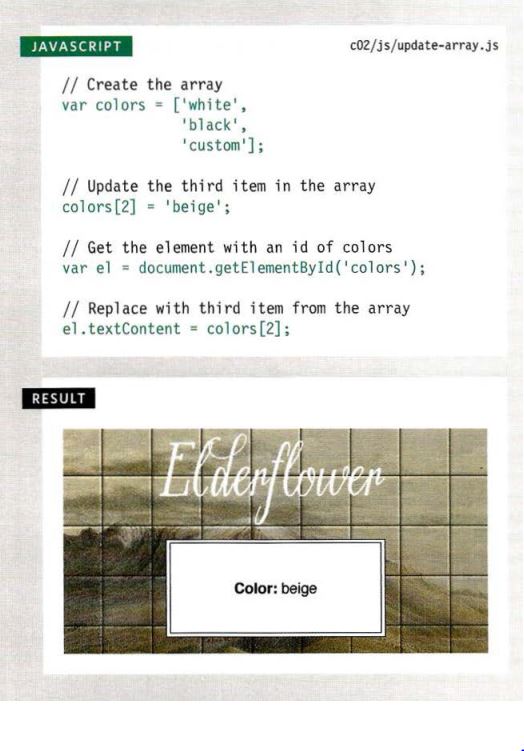 JAVASCRIPT
c02/js/update-array.js
// Create the array
var colors = ['white',
'black',
'custom'];
// Update the third item in the array
colors[2] = 'beige';
// Get the element with an id of colors
var el = document.getElementById('colors');
// Replace with third item from the array
el.textContent = colors[2];
RESULT
Elderflower
Color: beige